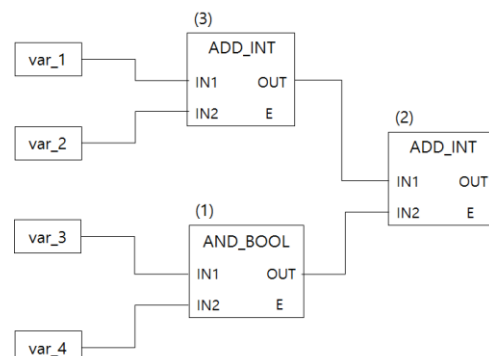 (3)
ADD_INT
var_1
IN1 OUT
IN2 E
var_2
(2)
ADD_INT
IN1 OUT
IN2 E
(1)
AND_BOOL
var_3
IN1 OUT
IN2 E
var_4